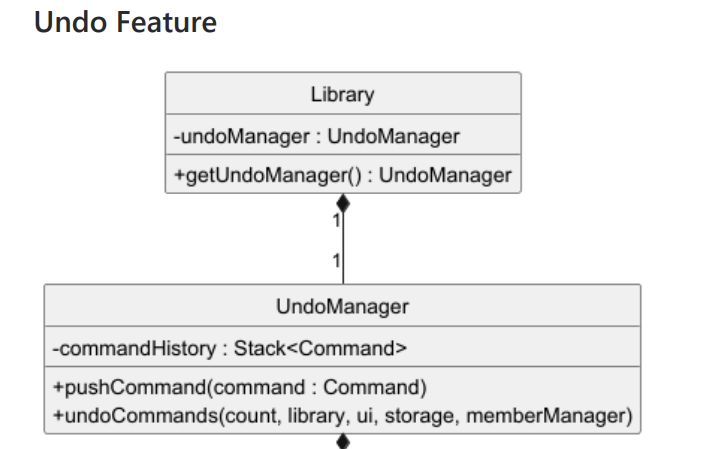 Undo Feature
Library
-undoManager : UndoManager
+getUndoManager() : UndoManager
1
1
UndoManager
-commandHistory : Stack<Command>
+pushCommand(command : Command)
+undoCommands(count, library, ui, storage, memberManager)